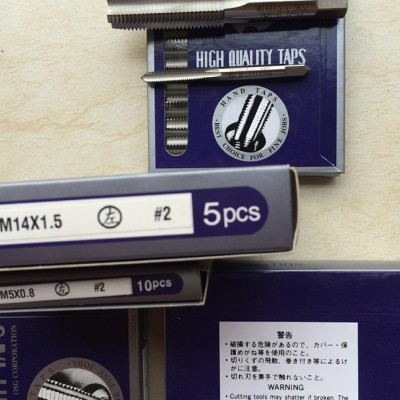 HIGH QUALITY TAPS
HAND TAPS
BEST CHOICE FOR FINE JOBS
M14X1.5 左 #2 5pcs
M5X0.8 左 #2 10pcs
OSG CORPORATION
警告
・破損する危険があるので、カバー・保
護めがね等を使用のこと。
・切りくずの飛散、巻き付き等によるけ
がに注意。
・切れ刃を素手で触れないこと。
WARNING
・Cutting tools may shatter if broken. The